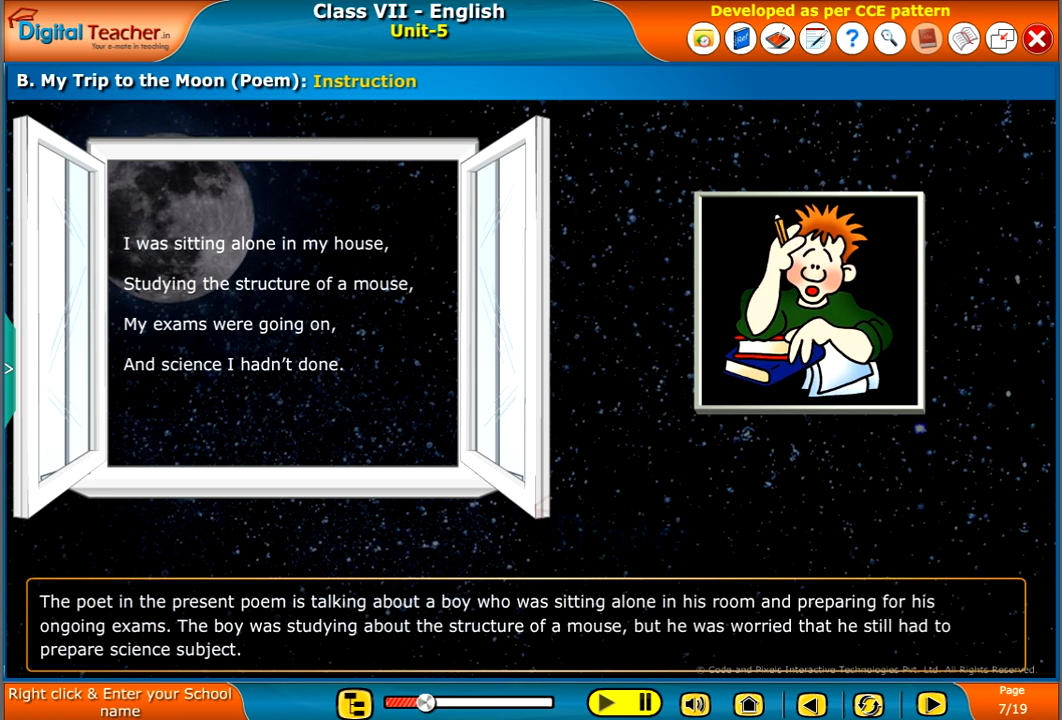 Digital Teacher.in
Your e-mate in teaching
Class VII - English
Unit-5
Developed as per CCE pattern
iRef
?
B. My Trip to the Moon (Poem): Instruction
I was sitting alone in my house,
Studying the structure of a mouse,
My exams were going on,
And science I hadn't done.
>
The poet in the present poem is talking about a boy who was sitting alone in his room and preparing for his
ongoing exams. The boy was studying about the structure of a mouse, but he was worried that he still had to
prepare science subject.
© Code and Pixels Interactive Technologies Pvt. Ltd. All Rights Reserved.
Right click & Enter your School
name
Page
7/19